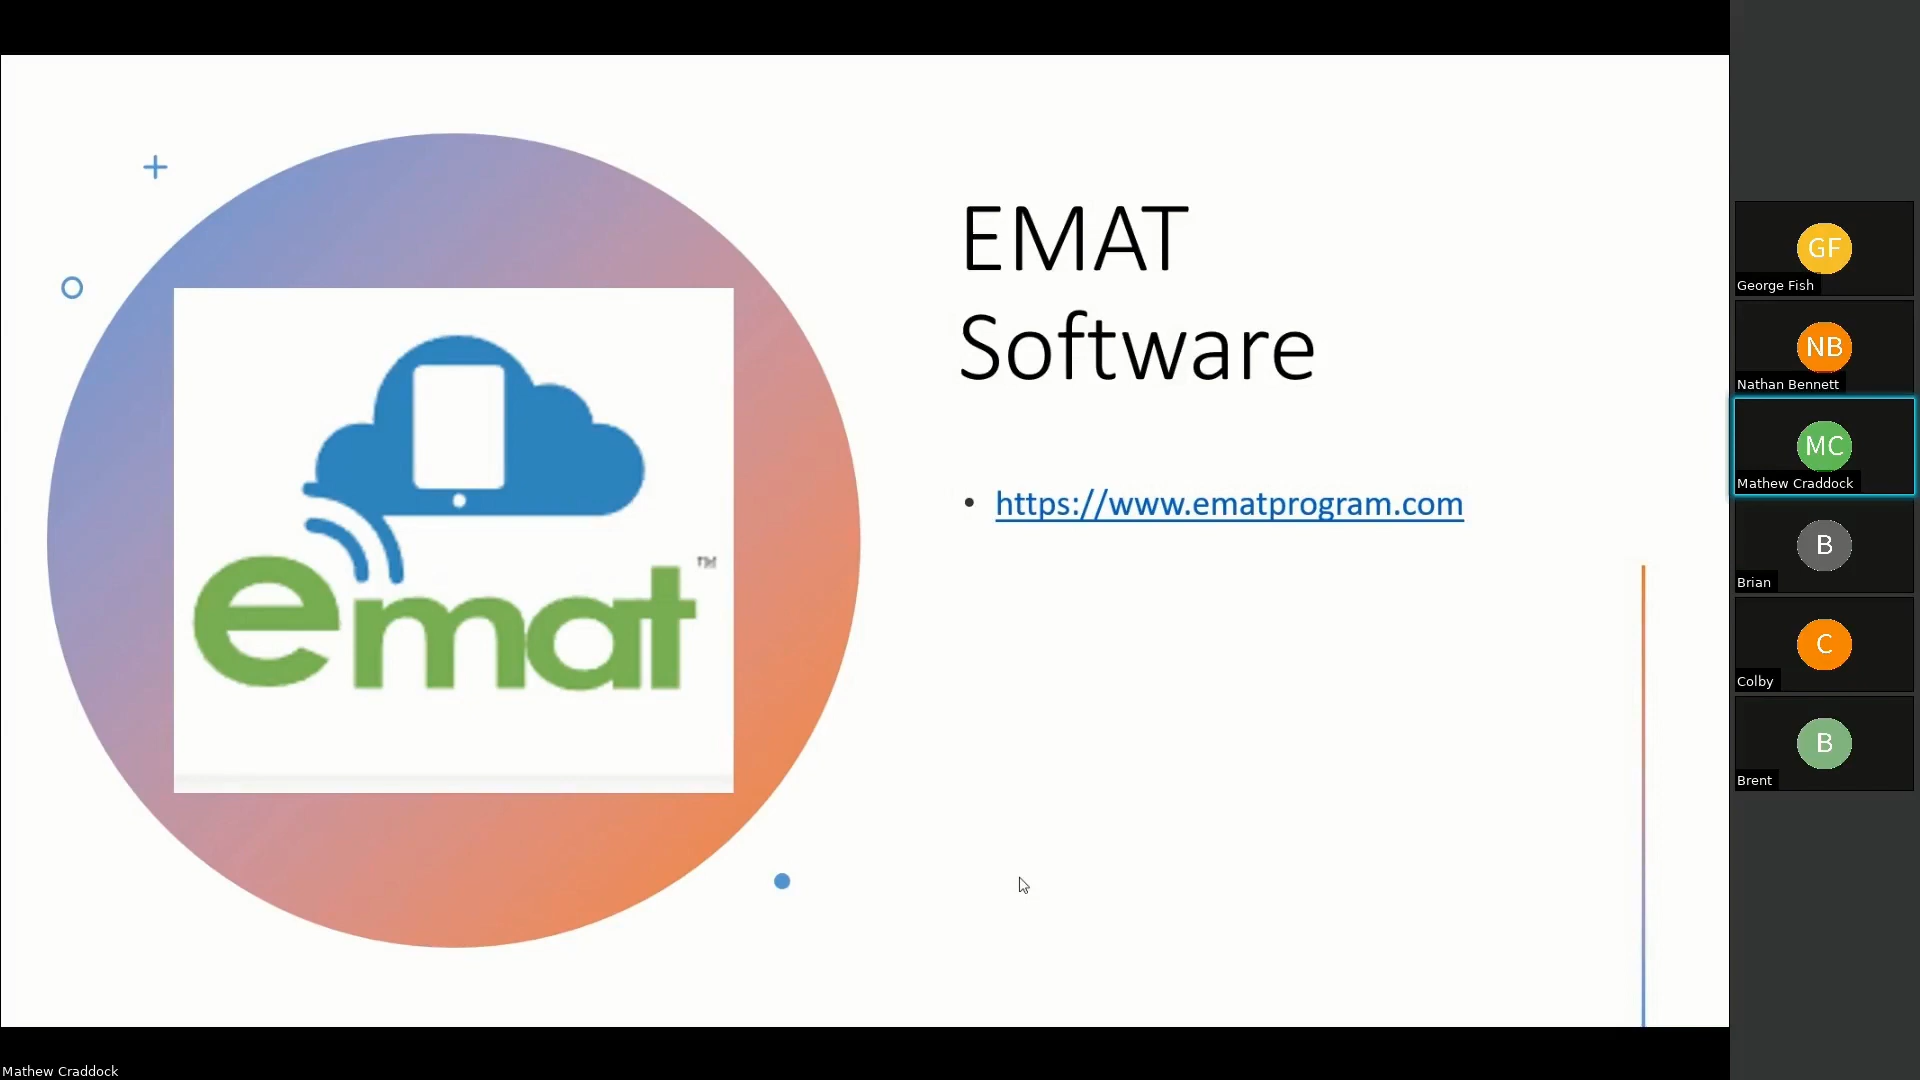 emat
TM
EMAT
Software
• https://www.ematprogram.com
GF
George Fish
NB
Nathan Bennett
MC
Mathew Craddock
B
Brian
C
Colby
B
Brent
Mathew Craddock